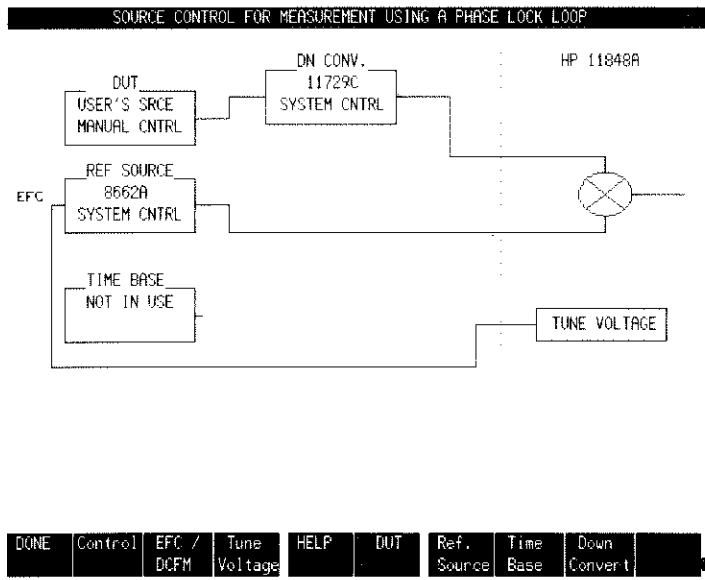 SOURCE CONTROL FOR MEASUREMENT USING A PHASE LOCK LOOP
DN CONV.
11729C
SYSTEM CNTRL
HP 11848A
DUT
USER'S SRCE
MANUAL CNTRL
REF SOURCE
8662A
SYSTEM CNTRL
EFC
TIME BASE
NOT IN USE
TUNE VOLTAGE
DONE Control EFC / Tune HELP DUT Ref. Time Down
DCFM Voltage Source Base Convert